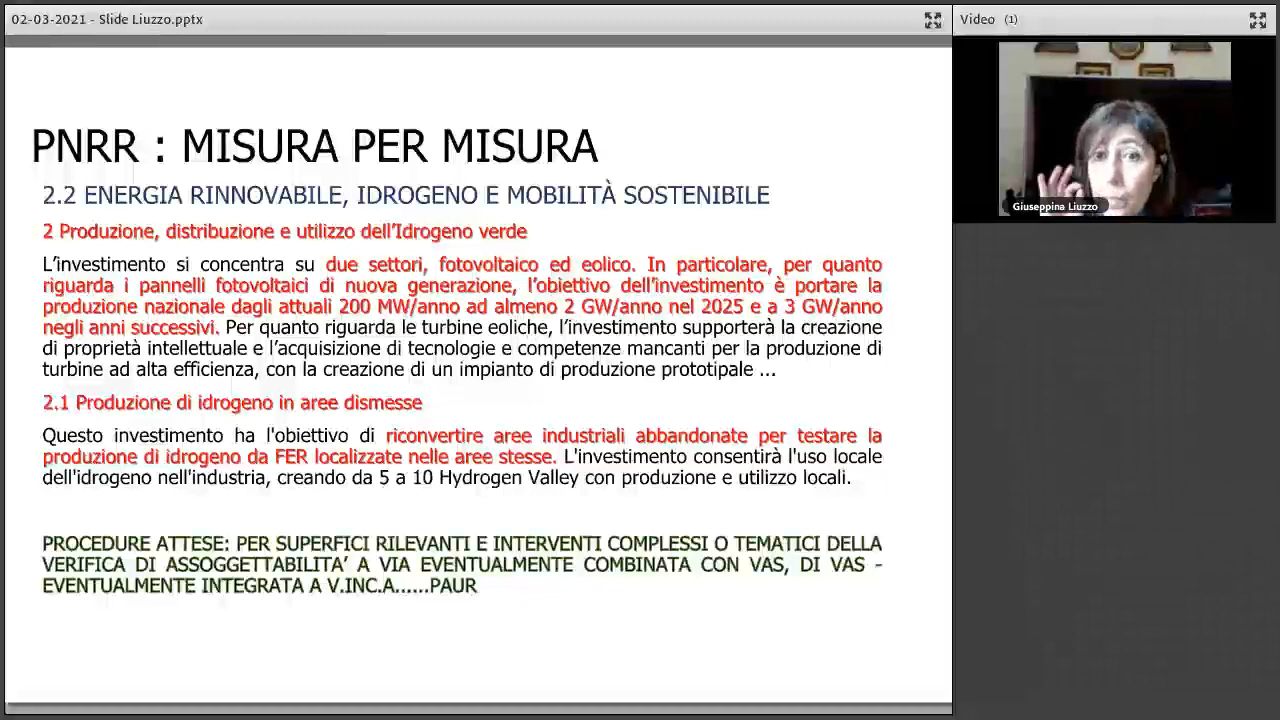 02-03-2021 - Slide Liuzzo.pptx
Video (1)
Giuseppina Liuzzo
PNRR : MISURA PER MISURA
2.2 ENERGIA RINNOVABILE, IDROGENO E MOBILITÀ SOSTENIBILE
2 Produzione, distribuzione e utilizzo dell'Idrogeno verde
L'investimento si concentra su due settori, fotovoltaico ed eolico. In particolare, per quanto
riguarda i pannelli fotovoltaici di nuova generazione, l'obiettivo dell'investimento è portare la
produzione nazionale dagli attuali 200 MW/anno ad almeno 2 GW/anno nel 2025 e a 3 GW/anno
negli anni successivi. Per quanto riguarda le turbine eoliche, l'investimento supporterà la creazione
di proprietà intellettuale e l'acquisizione di tecnologie e competenze mancanti per la produzione di
turbine ad alta efficienza, con la creazione di un impianto di produzione prototipale ...
2.1 Produzione di idrogeno in aree dismesse
Questo investimento ha l'obiettivo di riconvertire aree industriali abbandonate per testare la
produzione di idrogeno da FER localizzate nelle aree stesse. L'investimento consentirà l'uso locale
dell'idrogeno nell'industria, creando da 5 a 10 Hydrogen Valley con produzione e utilizzo locali.
PROCEDURE ATTESE: PER SUPERFICI RILEVANTI E INTERVENTI COMPLESSI O TEMATICI DELLA
VERIFICA DI ASSOGGETTABILITA' A VIA EVENTUALMENTE COMBINATA CON VAS, DI VAS -
EVENTUALMENTE INTEGRATA A V.INC.A......PAUR